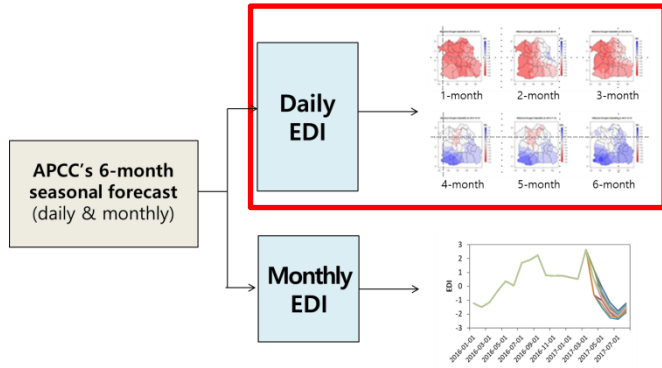 APCC's 6-month
seasonal forecast
(daily & monthly)
Daily
EDI
1-month
2-month
3-month
4-month
5-month
6-month
Monthly
EDI
EDI
3
2
1
0
-1
-2
-3
2016-01-01
2016-03-01
2016-05-01
2016-07-01
2016-09-01
2016-11-01
2017-01-01
2017-03-01
2017-05-01
2017-07-01